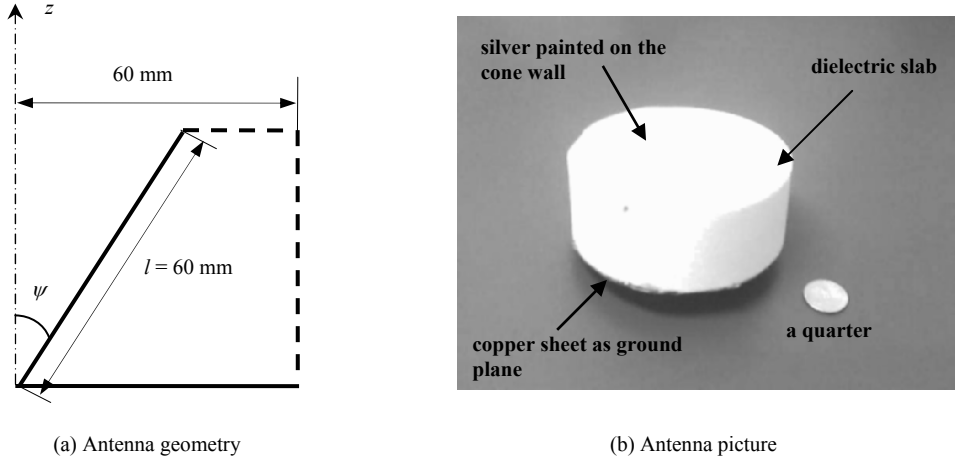 z
60 mm
l = 60 mm
ψ
(a) Antenna geometry
silver painted on the
cone wall
dielectric slab
copper sheet as ground
plane
a quarter
(b) Antenna picture